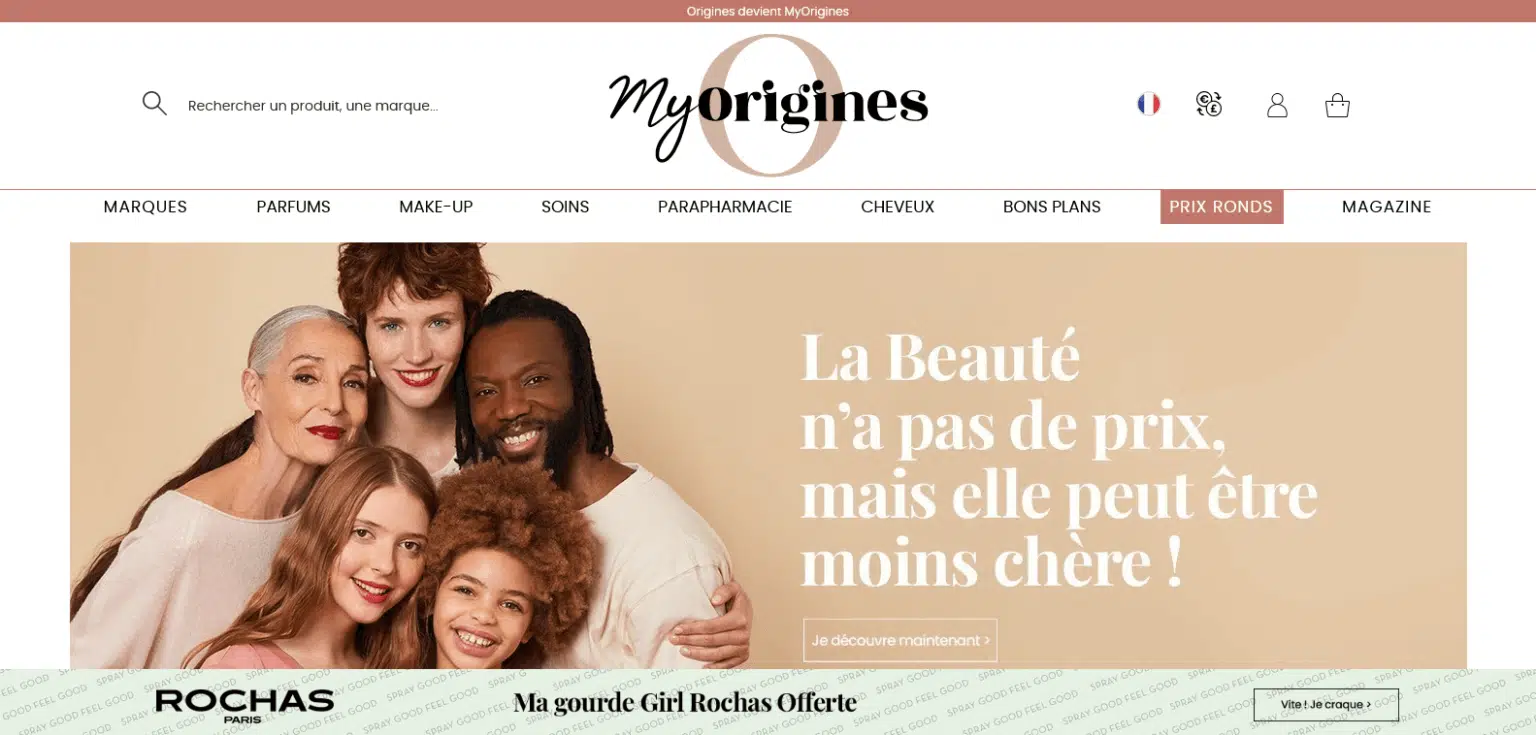 Origines devient MyOrigines
Rechercher un produit, une marque...
MyOrigines
MARQUES
PARFUMS
MAKE-UP
SOINS
PARAPHARMACIE
CHEVEUX
BONS PLANS
PRIX RONDS
MAGAZINE
La Beauté
n’a pas de prix,
mais elle peut être
moins chère !
Je découvre maintenant >
SPRAY GOOD FEEL GOOD
ROCHAS
PARIS
Ma gourde Girl Rochas Offerte
Vite ! Je craque >